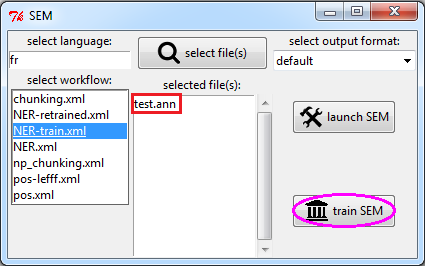 SEM
select language:
fr
select file(s)
select output format:
default
select workflow:
chunking.xml
NER-retrained.xml
NER-train.xml
NER.xml
np_chunking.xml
pos-lefff.xml
pos.xml
selected file(s):
test.ann
launch SEM
train SEM